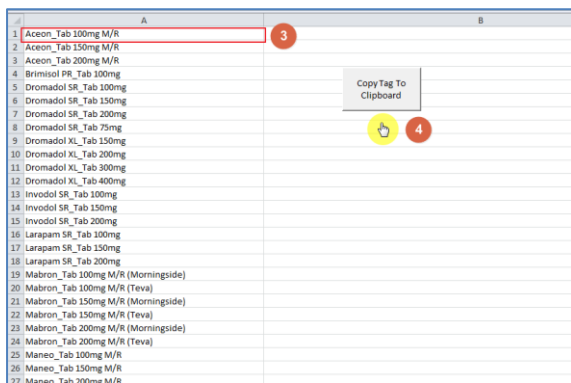 A B
1 Aceon_Tab 100mg M/R 3
2 Aceon_Tab 150mg M/R
3 Aceon_Tab 200mg M/R
4 Brimisol PR_Tab 100mg
5 Dromadol SR_Tab 100mg
6 Dromadol SR_Tab 150mg
7 Dromadol SR_Tab 200mg
8 Dromadol SR_Tab 75mg
9 Dromadol XL_Tab 150mg
10 Dromadol XL_Tab 200mg
11 Dromadol XL_Tab 300mg
12 Dromadol XL_Tab 400mg
13 Invodol SR_Tab 100mg
14 Invodol SR_Tab 150mg
15 Invodol SR_Tab 200mg
16 Larapam SR_Tab 100mg
17 Larapam SR_Tab 150mg
18 Larapam SR_Tab 200mg
19 Mabron_Tab 100mg M/R (Morningside)
20 Mabron_Tab 100mg M/R (Teva)
21 Mabron_Tab 150mg M/R (Morningside)
22 Mabron_Tab 150mg M/R (Teva)
23 Mabron_Tab 200mg M/R (Morningside)
24 Mabron_Tab 200mg M/R (Teva)
25 Maneo_Tab 100mg M/R
26 Maneo_Tab 150mg M/R
27 Maneo_Tab 200mg M/R
Copy Tag To
Clipboard
4